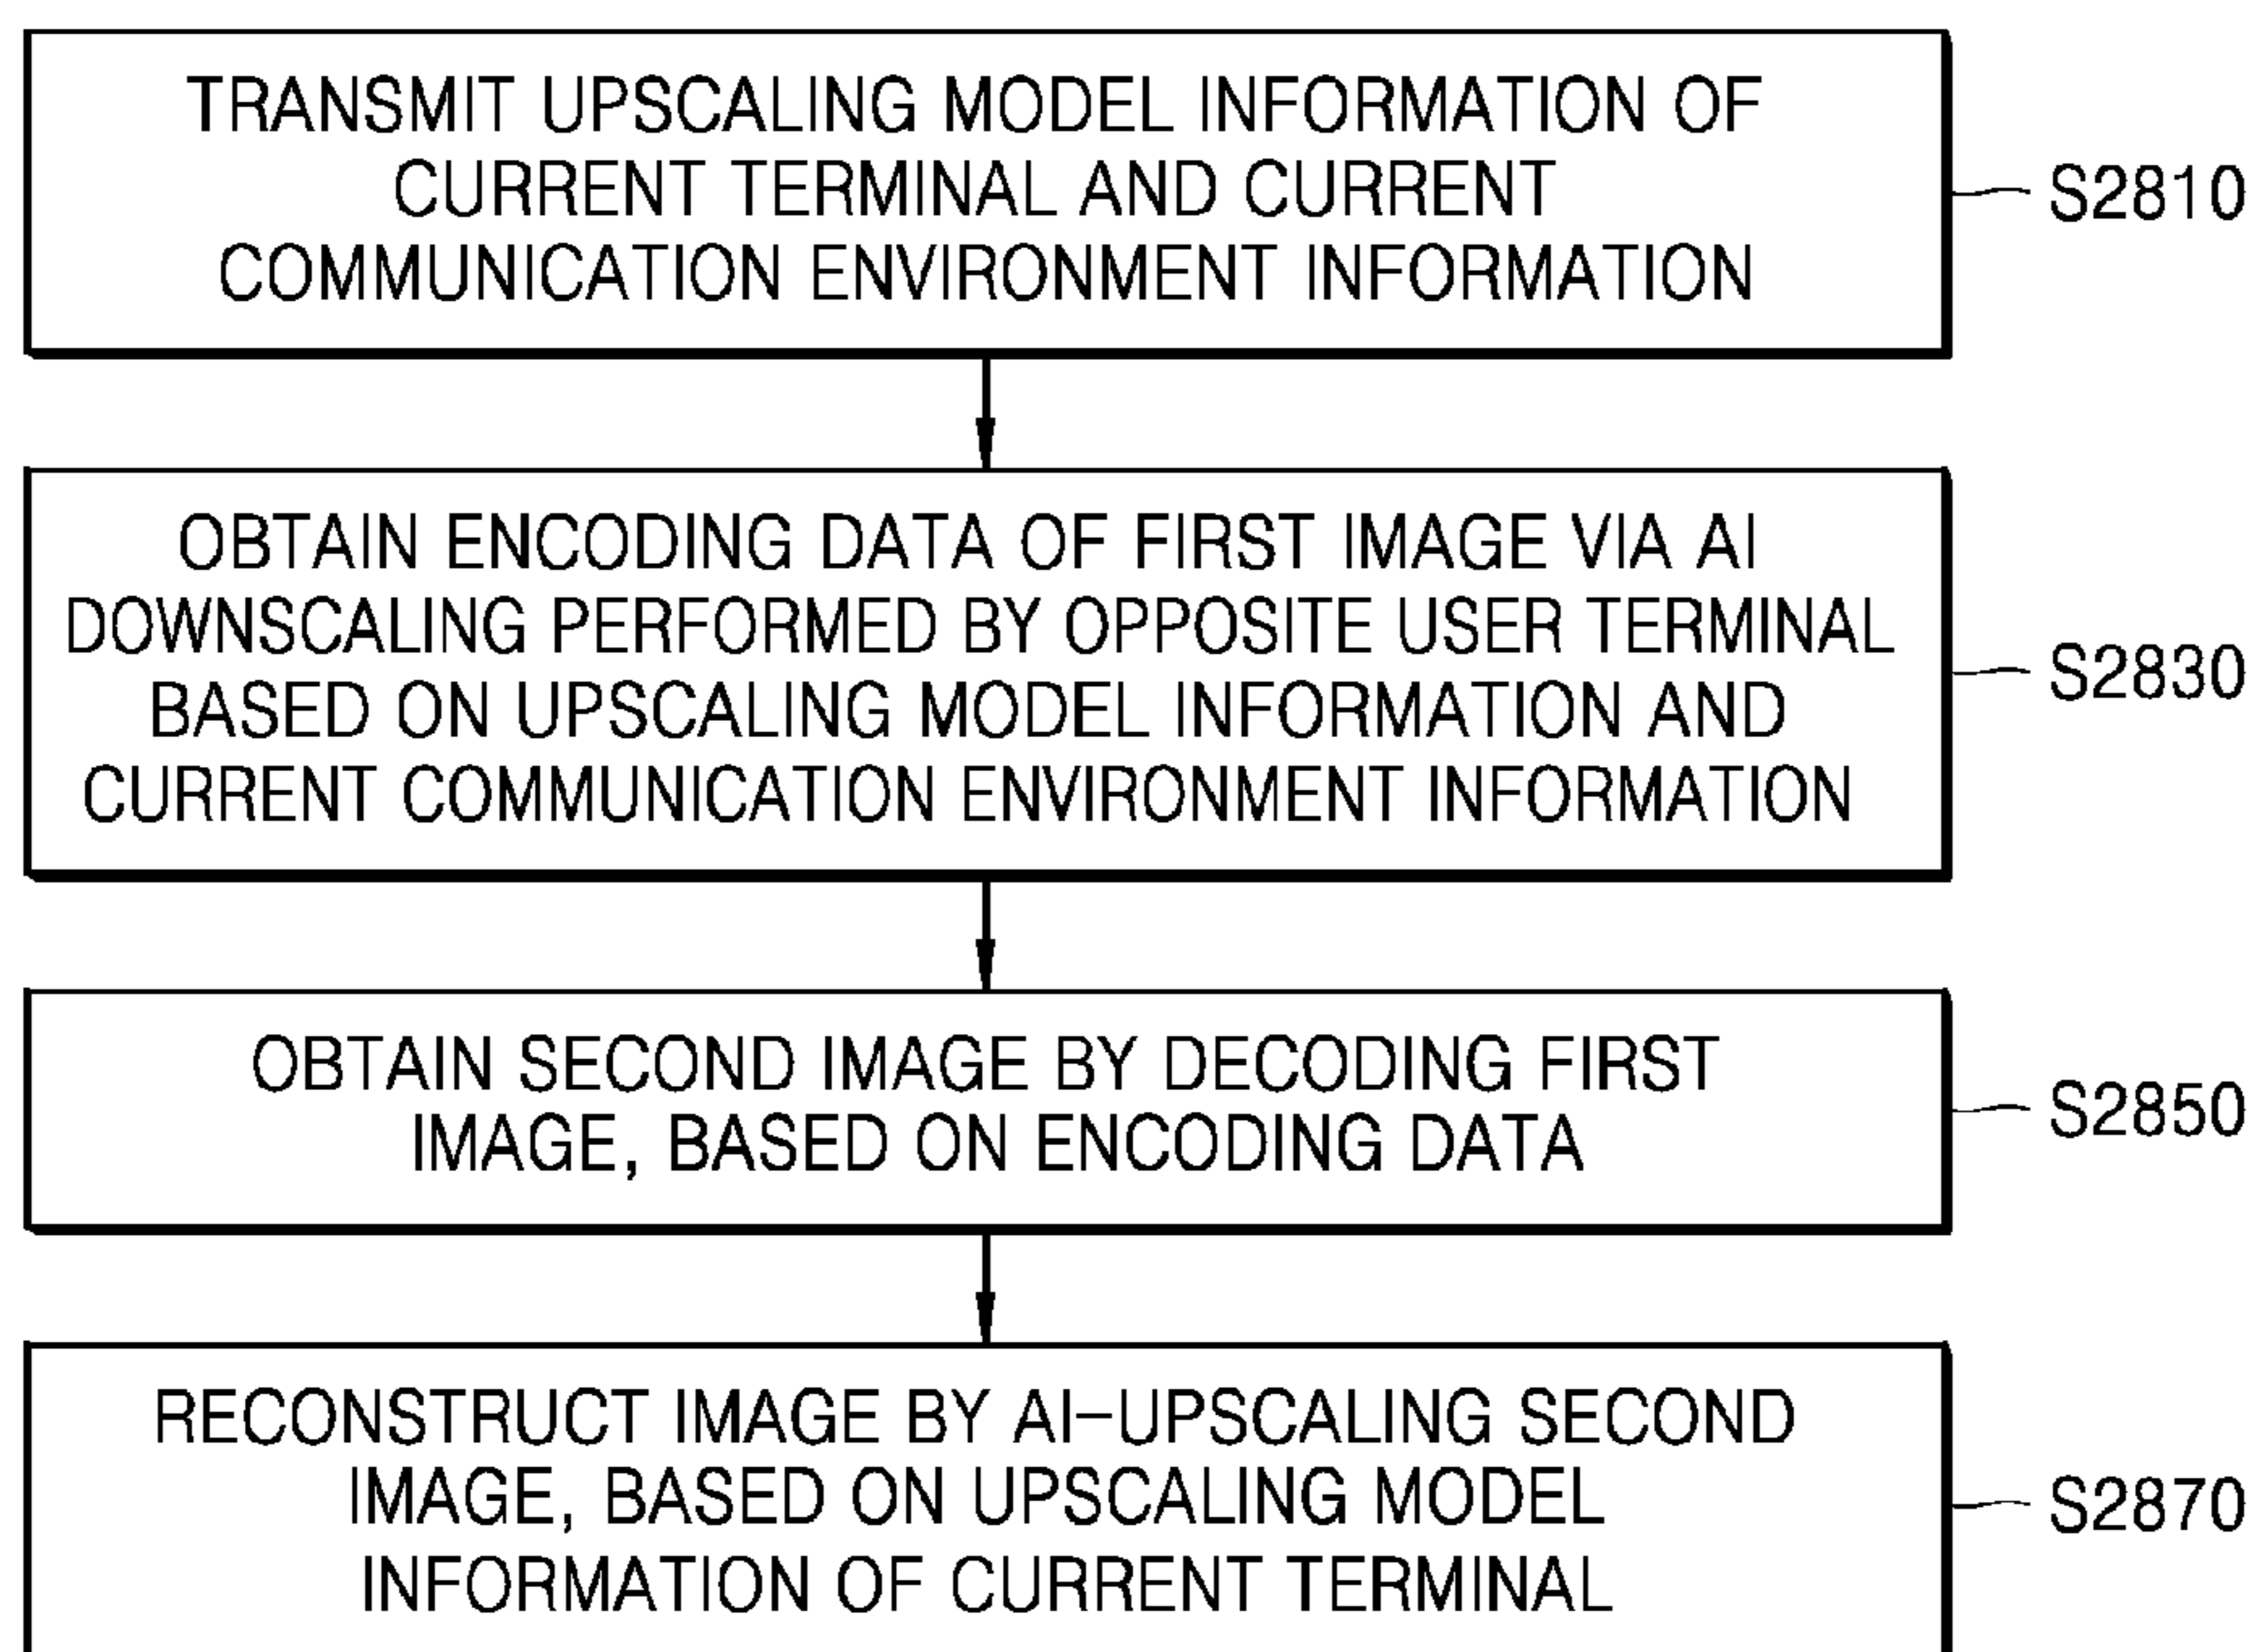 TRANSMIT UPSCALING MODEL INFORMATION OF
CURRENT TERMINAL AND CURRENT
COMMUNICATION ENVIRONMENT INFORMATION
S2810
OBTAIN ENCODING DATA OF FIRST IMAGE VIA AI
DOWNSCALING PERFORMED BY OPPOSITE USER TERMINAL
BASED ON UPSCALING MODEL INFORMATION AND
CURRENT COMMUNICATION ENVIRONMENT INFORMATION
S2830
OBTAIN SECOND IMAGE BY DECODING FIRST
IMAGE, BASED ON ENCODING DATA
S2850
RECONSTRUCT IMAGE BY AI–UPSCALING SECOND
IMAGE, BASED ON UPSCALING MODEL
INFORMATION OF CURRENT TERMINAL
S2870